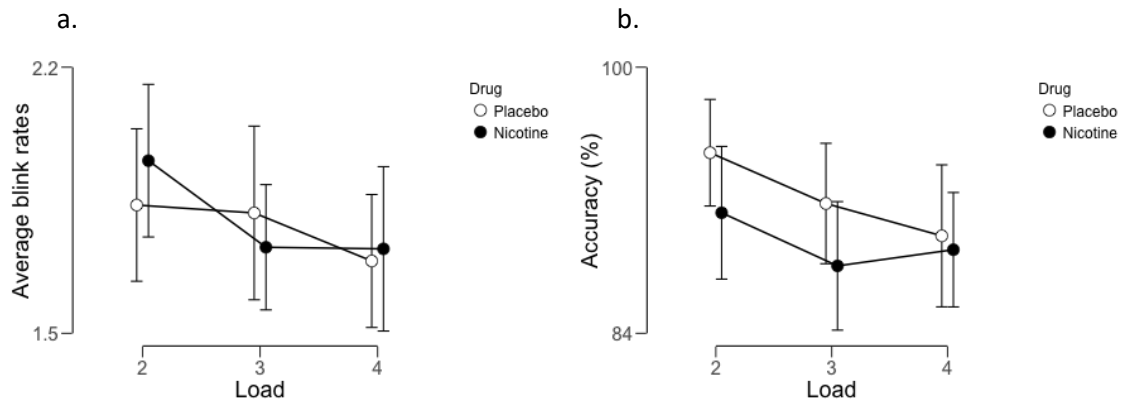 a.
2.2
1.5
Average blink rates
2 3 4
Load
Drug
Placebo
Nicotine
b.
100
84
Accuracy (%)
2 3 4
Load
Drug
Placebo
Nicotine